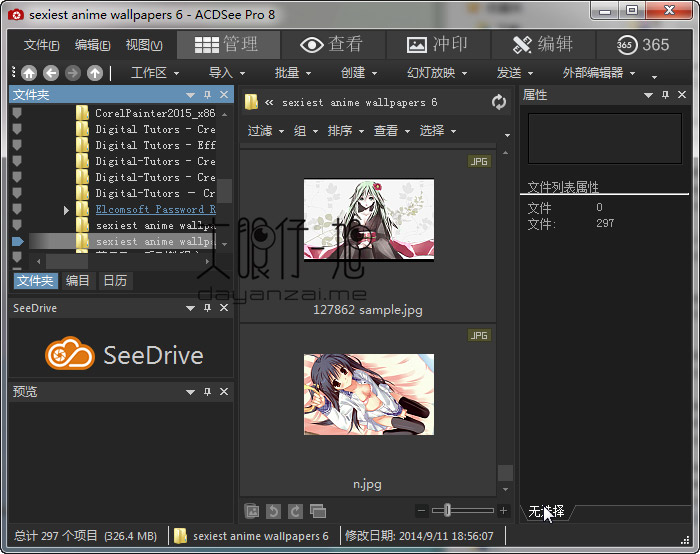 sexiest anime wallpapers 6 - ACDSee Pro 8
文件(F) 编辑(E) 视图(V) 管理 查看 冲印 编辑 365 365
工作区 导入 批量 创建 幻灯放映 发送 外部编辑器
文件夹
CorelPainter2015_x86
Digital Tutors - Cre
Digital Tutors - Eff
Digital-Tutors - Cre
Digital-Tutors - Cre
Digital-Tutors — Cr
Elcomsoft Password R
sexiest anime wallpa
sexiest anime wallpa
文件夹 编目 日历
SeeDrive
SeeDrive
预览
« sexiest anime wallpapers 6
过滤 组 排序 查看 选择
JPG
127862 sample.jpg
JPG
n.jpg
大眼仔~旭
dayanzai.me
属性
文件列表属性
文件 0
文件: 297
无选择
总计 297 个项目 (326.4 MB) sexiest anime wallpapers 6 修改日期: 2014/9/11 18:56:07